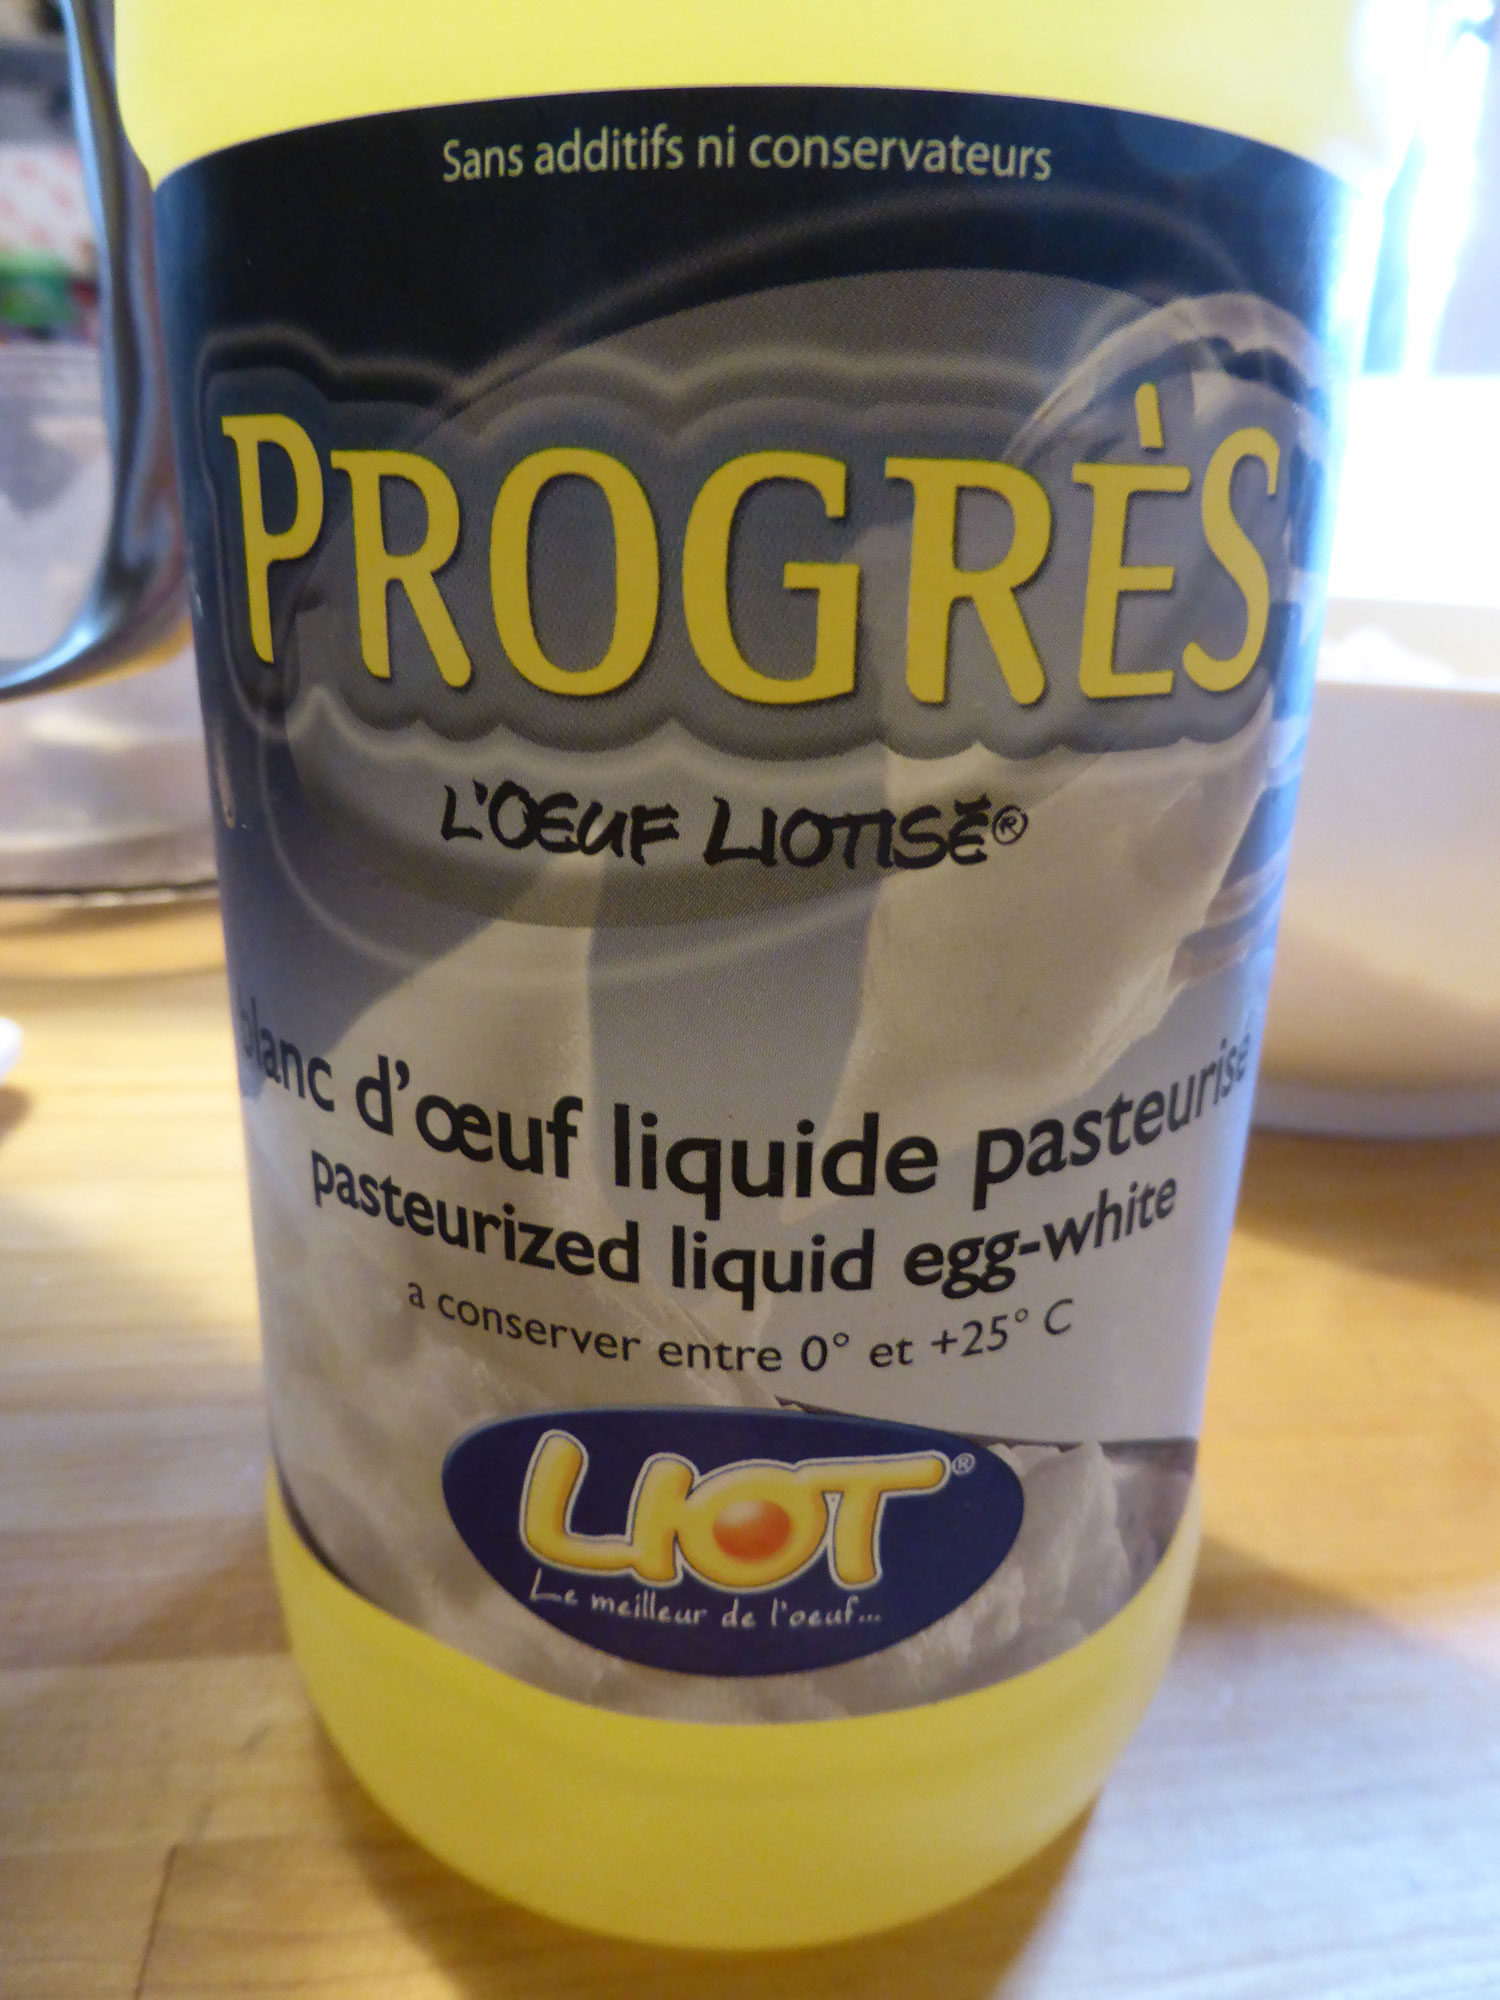 Sans additifs ni conservateurs
PROGRÈS
L'OEUF LIOTISÉ®
blanc d'œuf liquide pasteurisé
pasteurized liquid egg-white
a conserver entre 0° et +25° C
LIOT®
Le meilleur de l'oeuf...